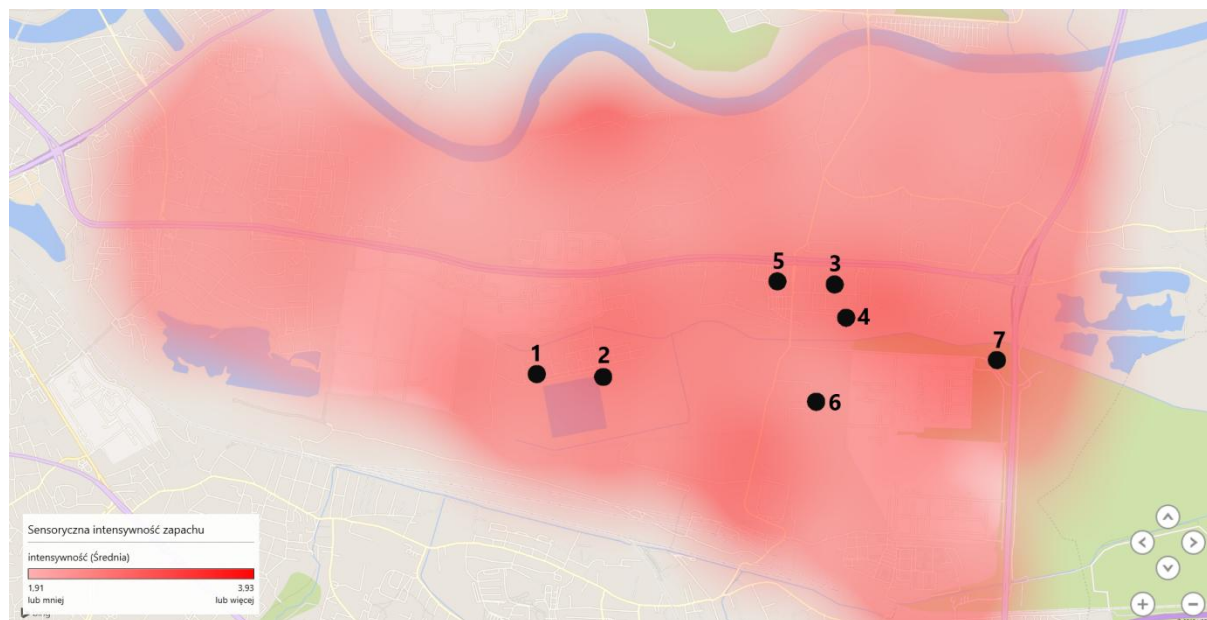 5
3
4
1
2
7
6
Sensoryczna intensywność zapachu
intensywność (Średnia)
1,91
3,93
lub mniej
lub więcej